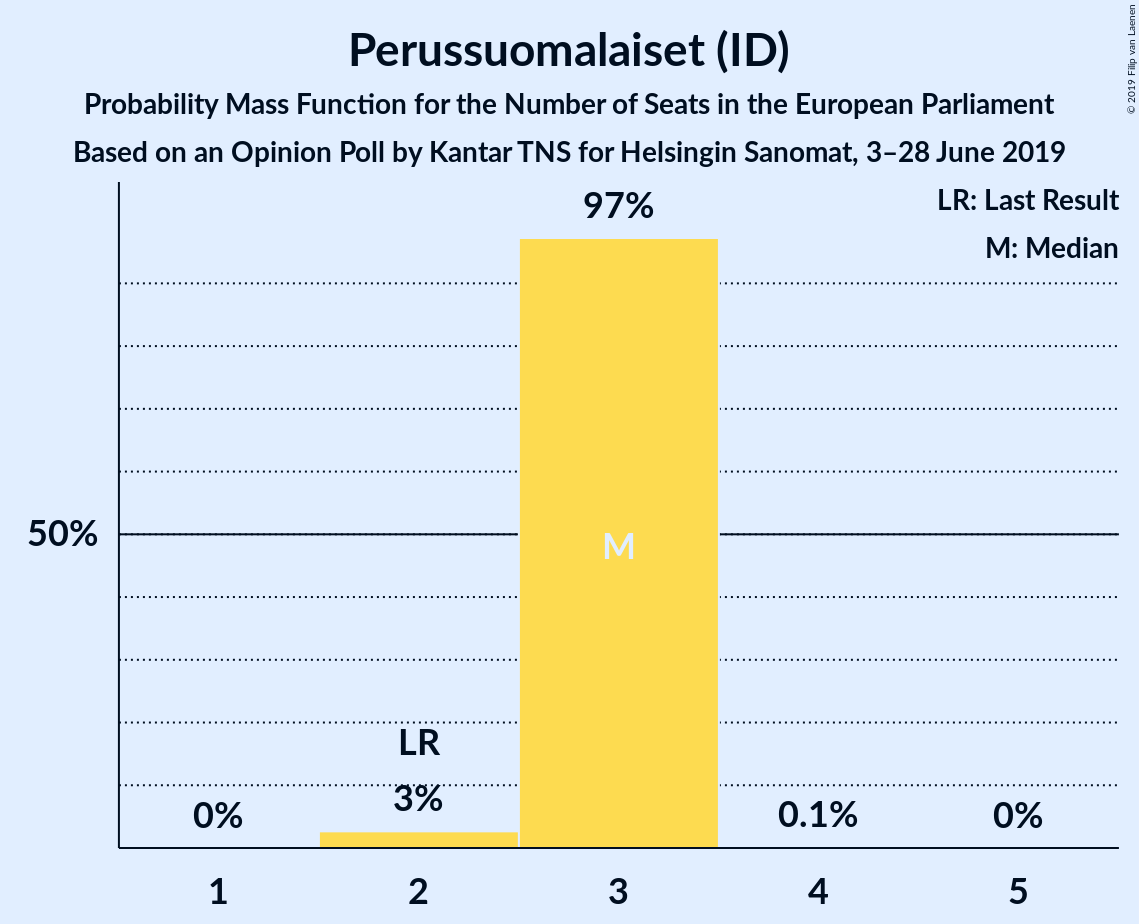 Perussuomalaiset (ID)
Probability Mass Function for the Number of Seats in the European Parliament
Based on an Opinion Poll by Kantar TNS for Helsingin Sanomat, 3–28 June 2019
© 2019 Filip van Laenen
LR: Last Result
M: Median
97%
50%
M
LR
0%
3%
0.1%
0%
1
2
3
4
5